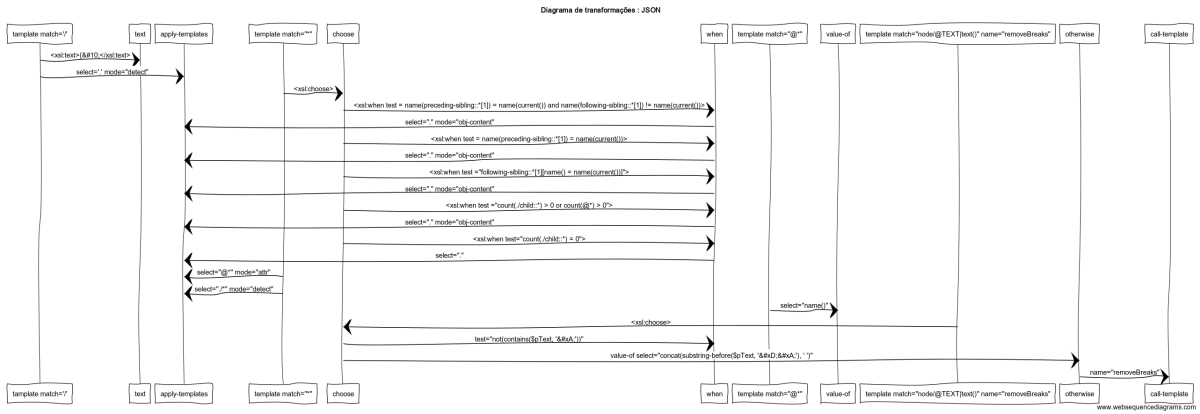 Diagrama de transformações : JSON
tamplate match='/' text apply-templates template match="*" choose when template match="@*" value-of template match="node/@TEXT|text()" name="removeBreaks" otherwise call-template
<xsl:text>{&#10;</xsl:text>
select='.' mode="detect"
<xsl:choose>
<xsl:when test = name(preceding-sibling::*[1]) = name(current()) and name(following-sibling::*[1]) != name(current())>
select="." mode="obj-content"
<xsl:when test = name(preceding-sibling::*[1]) = name(current())>
select="." mode="obj-content"
<xsl:when test ="following-sibling::*[1][name() = name(current())]">
select="." mode="obj-content"
<xsl:when test ="count(./child::*) > 0 or count(@*) > 0">
select="." mode="obj-content"
<xsl:when test="count(./child::*) = 0">
select="."
select="@*" mode="attr"
select="./*" mode="detect"
select="name()"
<xsl:choose>
test="not(contains($pText, '&#xA;'))"
value-of select="concat(substring-before($pText, '&#xD;&#xA;'), ' ')"
name="removeBreaks"
tamplate match='/' text apply-templates template match="*" choose when template match="@*" value-of template match="node/@TEXT|text()" name="removeBreaks" otherwise call-template
www.websequencediagrams.com